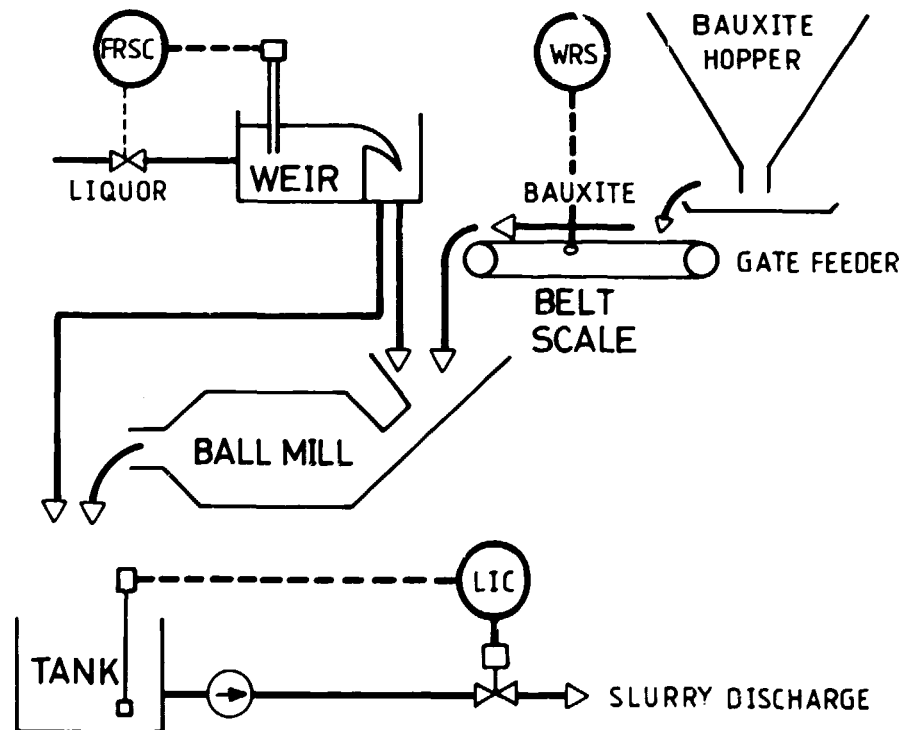 FRSC
WRS
BAUXITE
HOPPER
LIQUOR
WEIR
BAUXITE
GATE FEEDER
BELT
SCALE
BALL MILL
LIC
TANK
SLURRY DISCHARGE